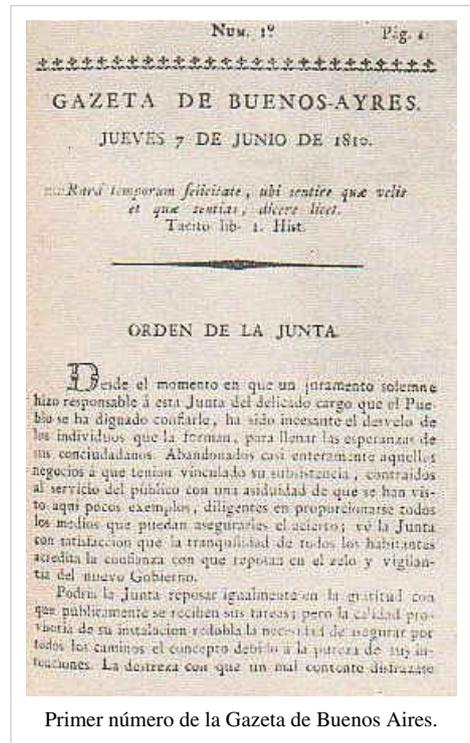 Num. 1º Pág. 1
GAZETA DE BUENOS-AYRES.
JUEVES 7 DE JUNIO DE 1810.
Rará temporum felicitate, ubi sentire quæ velis
et quæ sentias, dicere licet.
Tacito lib. 1. Hist.
ORDEN DE LA JUNTA.
Desde el momento en que un juramento solemne
hizo responsable á esta Junta del delicado cargo que el Pue-
blo se ha dignado confiarle, ha sido incesante el desvelo de
los individuos que la forman, para llenar las esperanzas de
sus conciudadanos. Abandonados casi enteramente aquellos
negocios á que tenian vinculado su subsistencia, contraidos
al servicio del público con una asiduidad de que se han vis-
to aquí pocos exemplos, diligentes en proporcionarse todos
los medios que puedan asegurarles el acierto; vé la Junta
con satisfaccion que la tranquilidad de todos los habitantes
acredita la confianza con que reposan en el zelo y vigilan-
cia del nuevo Gobierno.
Podria la Junta reposar igualmente en la gratitud con
que públicamente se reciben sus tareas; pero la calidad pro-
visoria de su instalacion redobla la necesidad de asegurar por
todos los caminos el concepto debido á la pureza de sus in-
tenciones. La destreza con que un mal contento disfrazase
Primer número de la Gazeta de Buenos Aires.